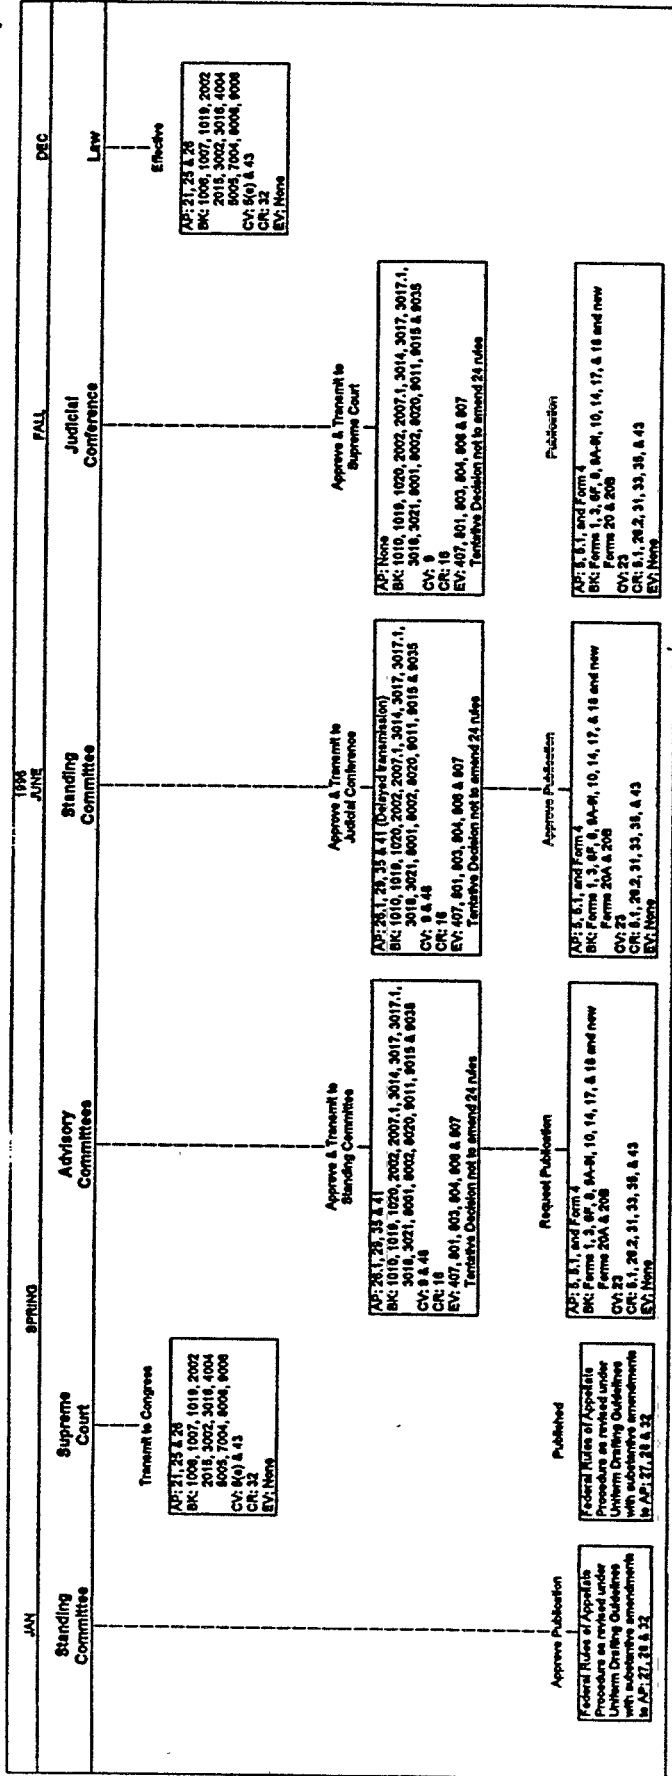 1996
JAN SPRING JUNE FALL DEC
Standing
Committee
Supreme
Court
Advisory
Committees
Standing
Committee
Judicial
Conference
Law
Transmit to Congress
AP: 21, 25 & 26
BK: 1006, 1007, 1019, 2002
2015, 3002, 3016, 4004
5005, 7004, 8008, 9006
CV: 5(e) & 43
CR: 32
EV: None
Effective
AP: 21, 25 & 26
BK: 1006, 1007, 1019, 2002
2015, 3002, 3016, 4004
5005, 7004, 8008, 9006
CV: 5(e) & 43
CR: 32
EV: None
Approve & Transmit to
Standing Committee
AP: 26.1, 29, 35 & 41
BK: 1010, 1019, 1020, 2002, 2007.1, 3014, 3017, 3017.1,
3018, 3021, 8001, 8002, 8020, 9011, 9015 & 9035
CV: 9 & 48
CR: 16
EV: 407, 801, 803, 804, 806 & 807
Tentative Decision not to amend 24 rules
Approve & Transmit to
Judicial Conference
AP: 26.1, 29, 35 & 41 (Delayed transmission)
BK: 1010, 1019, 1020, 2002, 2007.1, 3014, 3017, 3017.1,
3018, 3021, 8001, 8002, 8020, 9011, 9015 & 9035
CV: 9 & 48
CR: 16
EV: 407, 801, 803, 804, 806 & 807
Tentative Decision not to amend 24 rules
Approve & Transmit to
Supreme Court
AP: None
BK: 1010, 1019, 1020, 2002, 2007.1, 3014, 3017, 3017.1,
3018, 3021, 8001, 8002, 8020, 9011, 9015 & 9035
CV: 9
CR: 16
EV: 407, 801, 803, 804, 806 & 807
Tentative Decision not to amend 24 rules
Approve Publication
Federal Rules of Appellate
Procedure as revised under
Uniform Drafting Guidelines
with substantive amendments
to AP: 27, 28 & 32
Published
Federal Rules of Appellate
Procedure as revised under
Uniform Drafting Guidelines
with substantive amendments
to AP: 27, 28 & 32
Request Publication
AP: 5, 5.1, and Form 4
BK: Forms 1, 3, 6F, 8, 9A-9I, 10, 14, 17, & 18 and new
Forms 20A & 20B
CV: 23
CR: 5.1, 26.2, 31, 33, 35, & 43
EV: None
Approve Publication
AP: 5, 5.1, and Form 4
BK: Forms 1, 3, 6F, 8, 9A-9I, 10, 14, 17, & 18 and new
Forms 20A & 20B
CV: 23
CR: 5.1, 26.2, 31, 33, 35, & 43
EV: None
Publication
AP: 5, 5.1, and Form 4
BK: Forms 1, 3, 6F, 8, 9A-9I, 10, 14, 17, & 18 and new
Forms 20 & 20B
CV: 23
CR: 5.1, 26.2, 31, 33, 35, & 43
EV: None